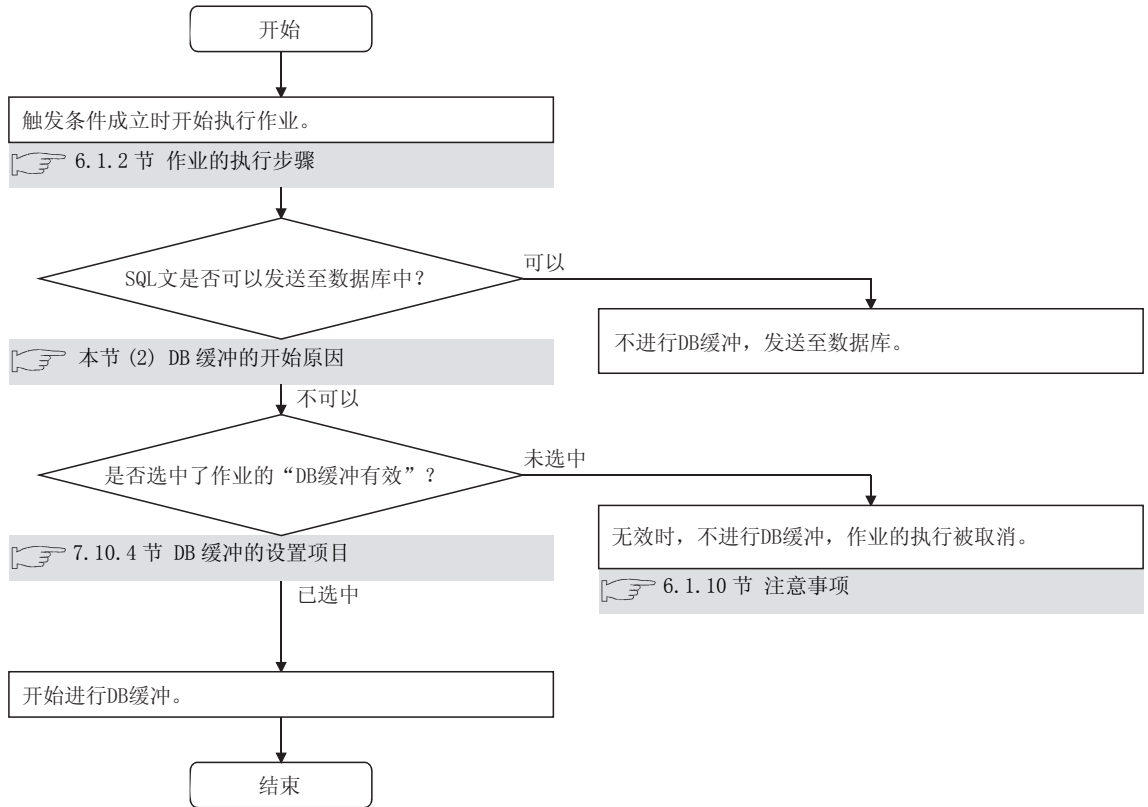 开始
触发条件成立时开始执行作业。
6.1.2 节 作业的执行步骤
SQL文是否可以发送至数据库中？
可以
不进行DB缓冲，发送至数据库。
本节 (2) DB 缓冲的开始原因
不可以
是否选中了作业的“DB缓冲有效”？
未选中
无效时，不进行DB缓冲，作业的执行被取消。
7.10.4 节 DB 缓冲的设置项目
6.1.10 节 注意事项
已选中
开始进行DB缓冲。
结束